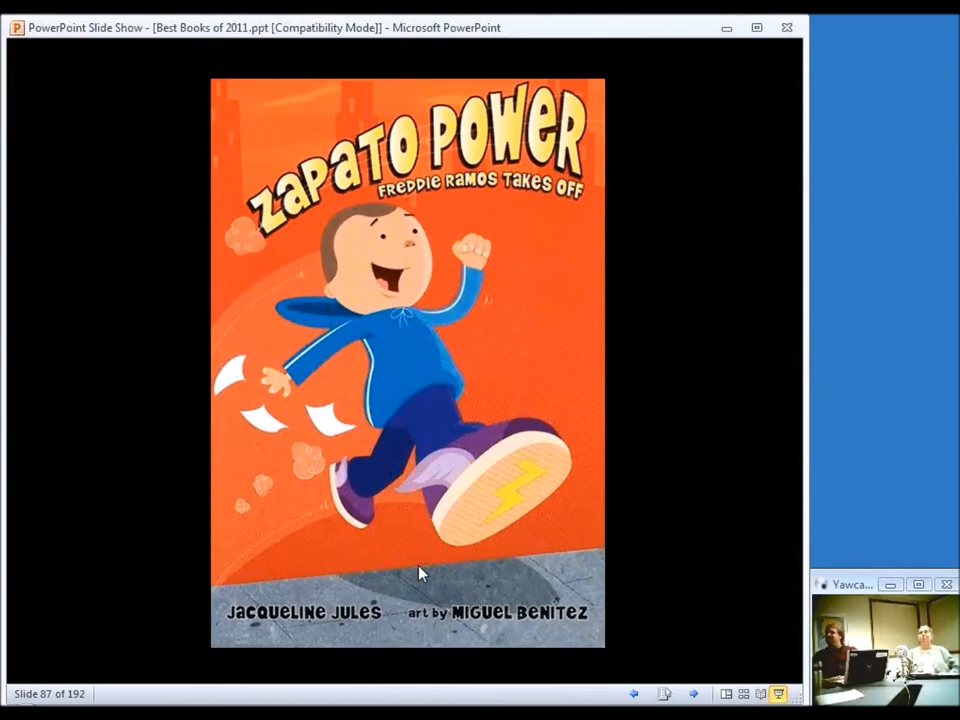 PowerPoint Slide Show - [Best Books of 2011.ppt [Compatibility Mode]] - Microsoft PowerPoint
ZAPATO POWER
FREDDIE RAMOS TAKES OFF
JACQUELINE JULES art by MIGUEL BENITEZ
Yawca...
Slide 87 of 192